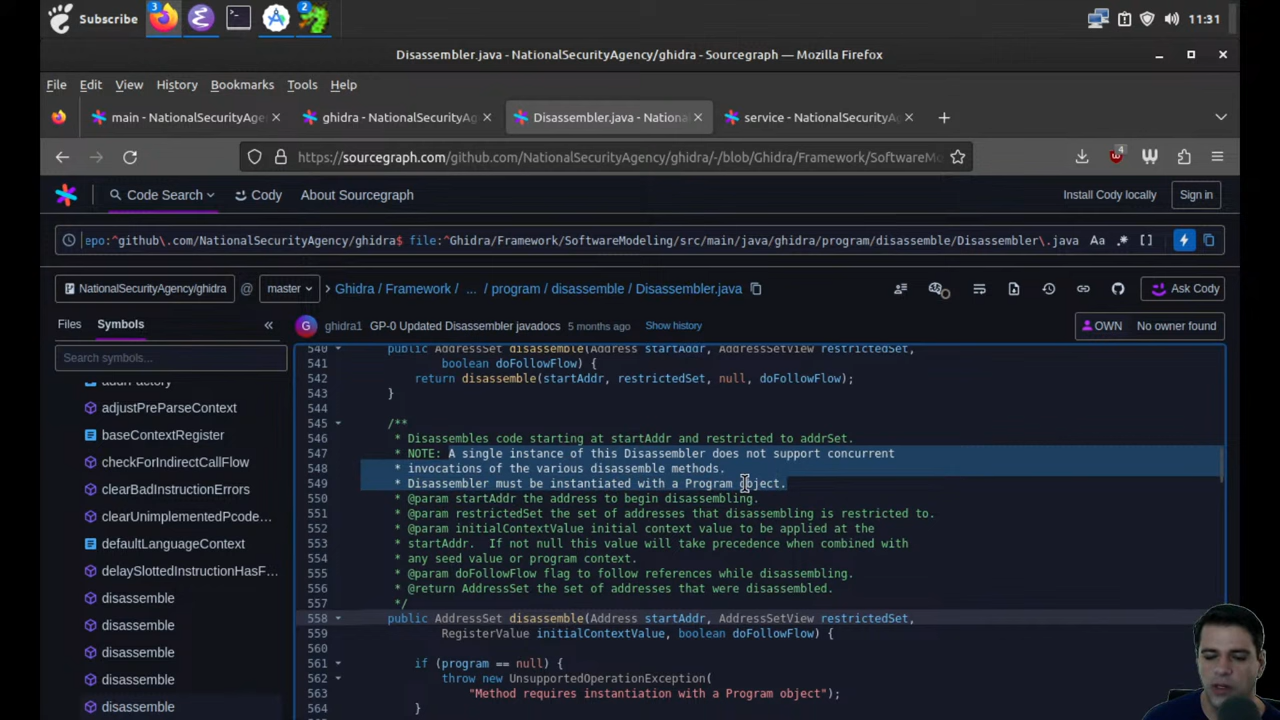 Subscribe
3
2
11:31
Disassembler.java - NationalSecurityAgency/ghidra - Sourcegraph — Mozilla Firefox
File Edit View History Bookmarks Tools Help
main - NationalSecurityAge
ghidra - NationalSecurityAg
Disassembler.java - Nationa
service - NationalSecurityAg
https://sourcegraph.com/github.com/NationalSecurityAgency/ghidra/-/blob/Ghidra/Framework/SoftwareMo
4
Code Search
Cody
About Sourcegraph
Install Cody locally
Sign in
epo:^github\.com/NationalSecurityAgency/ghidra$ file:^Ghidra/Framework/SoftwareModeling/src/main/java/ghidra/program/disassemble/Disassembler\.java
Aa .* [ ]
NationalSecurityAgency/ghidra @ master
Ghidra / Framework / ... / program / disassemble / Disassembler.java
Ask Cody
Files Symbols
G ghidra1 GP-0 Updated Disassembler javadocs 5 months ago Show history
OWN No owner found
Search symbols...
addrFactory
adjustPreParseContext
baseContextRegister
checkForIndirectCallFlow
clearBadInstructionErrors
clearUnimplementedPcode...
defaultLanguageContext
delaySlottedInstructionHasF...
disassemble
disassemble
disassemble
disassemble
disassemble
540 public AddressSet disassemble(Address startAddr, AddressSetView restrictedSet,
541 boolean doFollowFlow) {
542 return disassemble(startAddr, restrictedSet, null, doFollowFlow);
543 }
544
545 /**
546 * Disassembles code starting at startAddr and restricted to addrSet.
547 * NOTE: A single instance of this Disassembler does not support concurrent
548 * invocations of the various disassemble methods.
549 * Disassembler must be instantiated with a Program object.
550 * @param startAddr the address to begin disassembling.
551 * @param restrictedSet the set of addresses that disassembling is restricted to.
552 * @param initialContextValue initial context value to be applied at the
553 * startAddr. If not null this value will take precedence when combined with
554 * any seed value or program context.
555 * @param doFollowFlow flag to follow references while disassembling.
556 * @return AddressSet the set of addresses that were disassembled.
557 */
558 public AddressSet disassemble(Address startAddr, AddressSetView restrictedSet,
559 RegisterValue initialContextValue, boolean doFollowFlow) {
560
561 if (program == null) {
562 throw new UnsupportedOperationException(
563 "Method requires instantiation with a Program object");
564 }